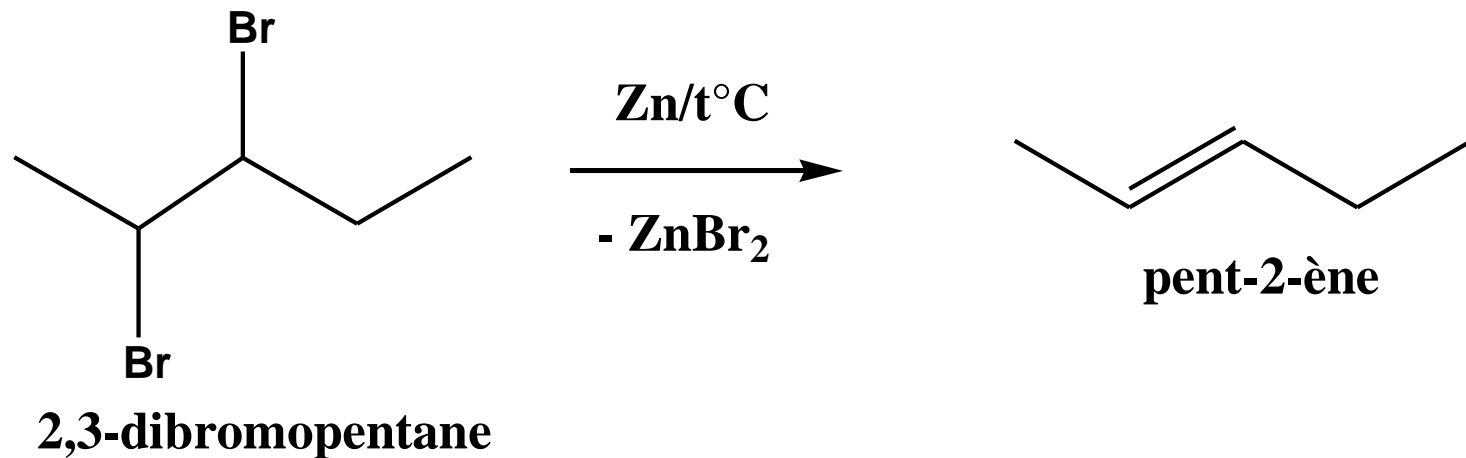 Br
Zn/t°C
- ZnBr₂
Br
2,3-dibromopentane
pent-2-ène